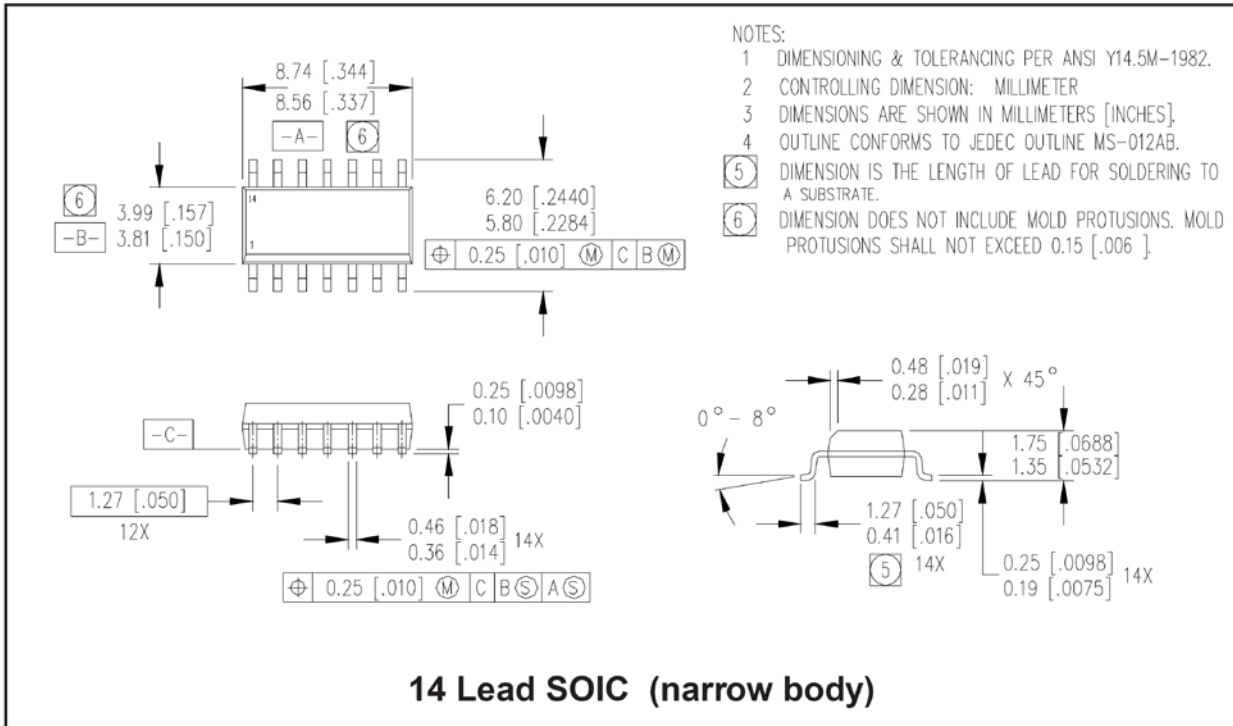 NOTES:
1 DIMENSIONING & TOLERANCING PER ANSI Y14.5M-1982.
2 CONTROLLING DIMENSION: MILLIMETER
3 DIMENSIONS ARE SHOWN IN MILLIMETERS [INCHES].
4 OUTLINE CONFORMS TO JEDEC OUTLINE MS-012AB.
5 DIMENSION IS THE LENGTH OF LEAD FOR SOLDERING TO
A SUBSTRATE.
6 DIMENSION DOES NOT INCLUDE MOLD PROTUSIONS. MOLD
PROTUSIONS SHALL NOT EXCEED 0.15 [.006 ].
8.74 [.344]
8.56 [.337]
-A- 6
6
3.99 [.157]
-B- 3.81 [.150]
14
1
6.20 [.2440]
5.80 [.2284]
⌖ 0.25 [.010] Ⓜ C B Ⓜ
0.25 [.0098]
0.10 [.0040]
-C-
1.27 [.050]
12X
0.46 [.018]
0.36 [.014] 14X
⌖ 0.25 [.010] Ⓜ C B Ⓢ A Ⓢ
0.48 [.019]
0.28 [.011] X 45°
0°-8°
1.75 [.0688]
1.35 [.0532]
1.27 [.050]
0.41 [.016]
5 14X
0.25 [.0098]
0.19 [.0075] 14X
14 Lead SOIC (narrow body)